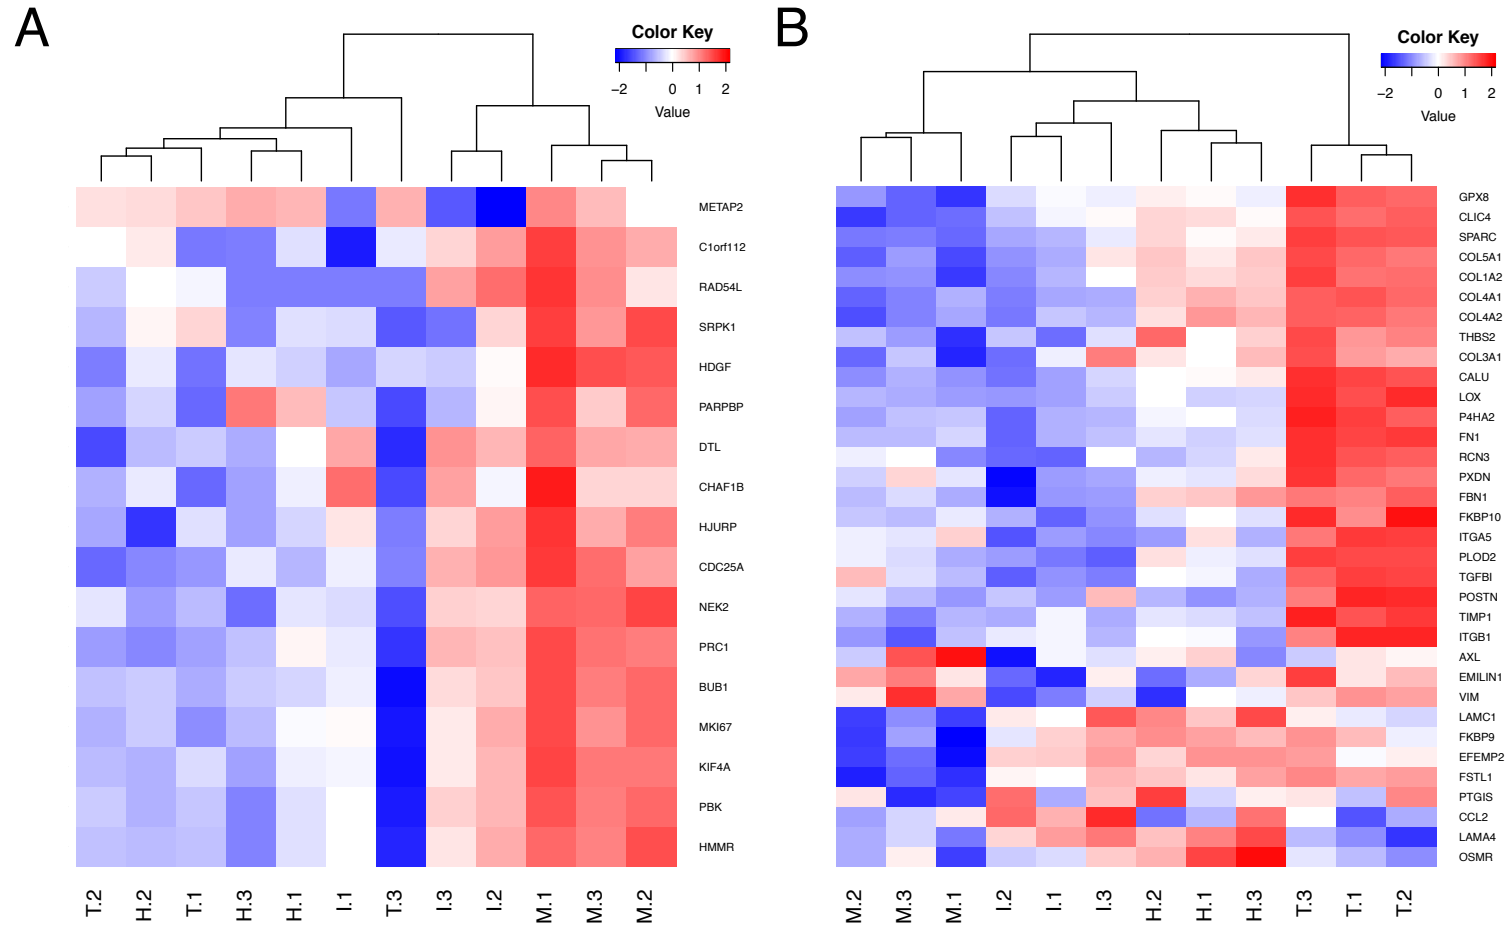 A
Color Key
−2 0 1 2
Value
METAP2
C1orf112
RAD54L
SRPK1
HDGF
PARPBP
DTL
CHAF1B
HJURP
CDC25A
NEK2
PRC1
BUB1
MKI67
KIF4A
PBK
HMMR
T.2 H.2 T.1 H.3 H.1 I.1 T.3 I.3 I.2 M.1 M.3 M.2
B
Color Key
−2 0 1 2
Value
GPX8
CLIC4
SPARC
COL5A1
COL1A2
COL4A1
COL4A2
THBS2
COL3A1
CALU
LOX
P4HA2
FN1
RCN3
PXDN
FBN1
FKBP10
ITGA5
PLOD2
TGFBI
POSTN
TIMP1
ITGB1
AXL
EMILIN1
VIM
LAMC1
FKBP9
EFEMP2
FSTL1
PTGIS
CCL2
LAMA4
OSMR
M.2 M.3 M.1 I.2 I.1 I.3 H.2 H.1 H.3 T.3 T.1 T.2